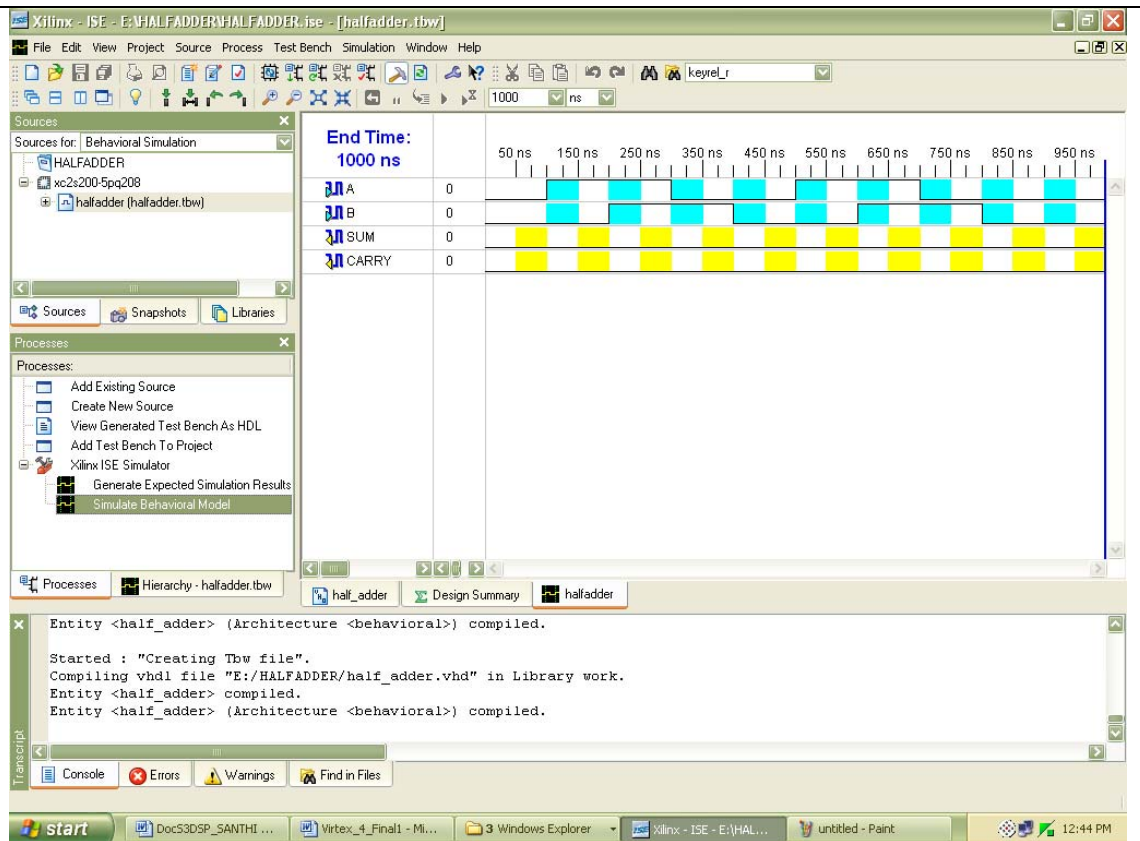 Xilinx - ISE - E:\HALFADDER\HALFADDER.ise - [halfadder.tbw]
File Edit View Project Source Process Test Bench Simulation Window Help
keyrel_r
1000 ns
Sources
Sources for: Behavioral Simulation
HALFADDER
xc2s200-5pq208
halfadder (halfadder.tbw)
Sources Snapshots Libraries
Processes
Processes:
Add Existing Source
Create New Source
View Generated Test Bench As HDL
Add Test Bench To Project
Xilinx ISE Simulator
Generate Expected Simulation Results
Simulate Behavioral Model
Processes Hierarchy - halfadder.tbw
End Time:
1000 ns
50 ns 150 ns 250 ns 350 ns 450 ns 550 ns 650 ns 750 ns 850 ns 950 ns
A 0
B 0
SUM 0
CARRY 0
half_adder Design Summary halfadder
Entity <half_adder> (Architecture <behavioral>) compiled.
Started : "Creating Tbw file".
Compiling vhdl file "E:/HALFADDER/half_adder.vhd" in Library work.
Entity <half_adder> compiled.
Entity <half_adder> (Architecture <behavioral>) compiled.
Transcript
Console Errors Warnings Find in Files
start DocS3DSP_SANTHI ... Virtex_4_Final1 - Mi... 3 Windows Explorer Xilinx - ISE - E:\HAL... untitled - Paint 12:44 PM